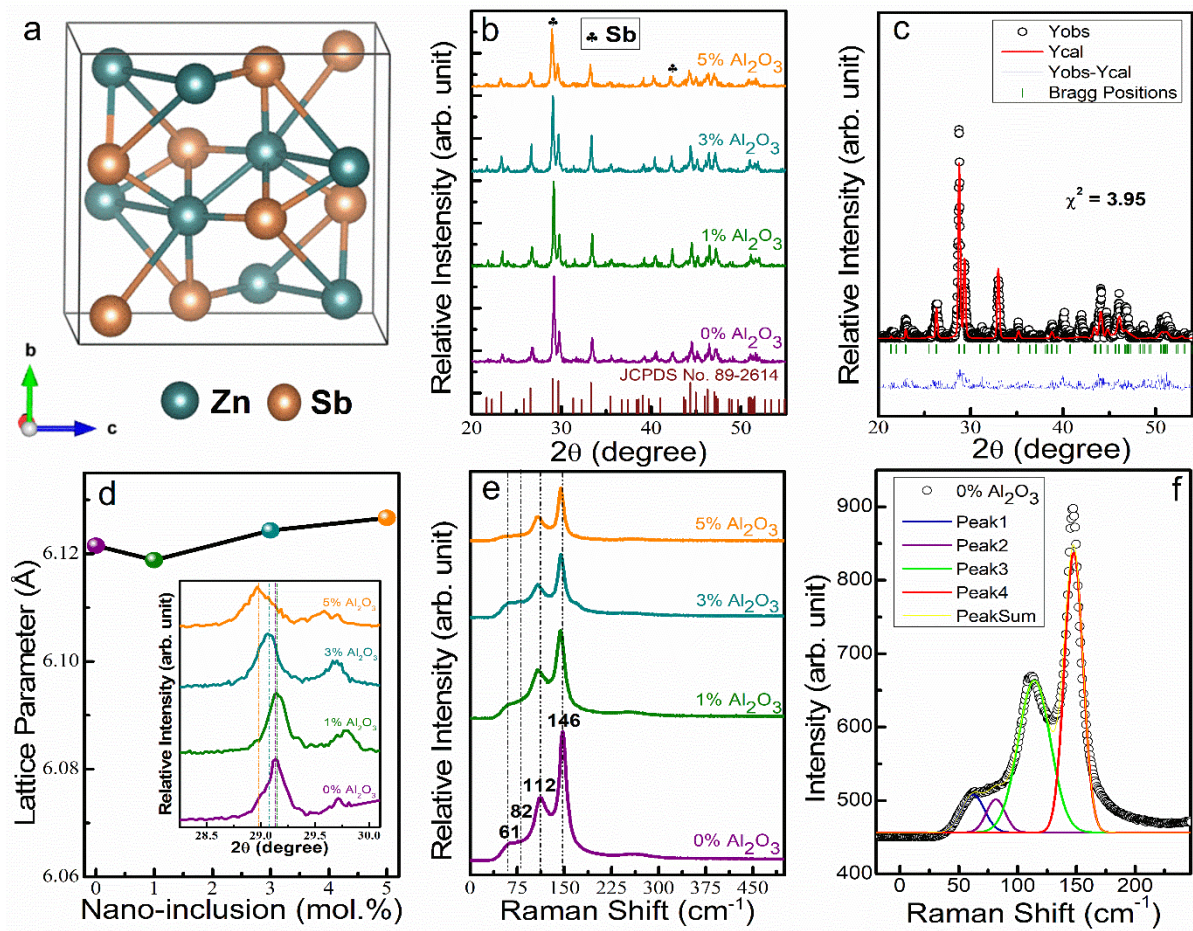 a
b
c
Zn
Sb
b
♣ Sb
♣
♣
5% Al₂O₃
3% Al₂O₃
1% Al₂O₃
0% Al₂O₃
JCPDS No. 89-2614
Relative Instensity (arb. unit)
20 30 40 50
2θ (degree)
c
Yobs
Ycal
Yobs-Ycal
Bragg Positions
χ² = 3.95
Relative Intensity (arb. unit)
20 30 40 50
2θ (degree)
d
6.12
6.10
6.08
6.06
Lattice Parameter (Å)
5% Al₂O₃
3% Al₂O₃
1% Al₂O₃
0% Al₂O₃
Relative Intensity (arb. unit)
28.5 29.0 29.5 30.0
2θ (degree)
0 1 2 3 4 5
Nano-inclusion (mol.%)
e
5% Al₂O₃
3% Al₂O₃
1% Al₂O₃
146
112
82
61
0% Al₂O₃
Relative Intensity (arb. unit)
0 75 150 225 300 375 450
Raman Shift (cm⁻¹)
f
0% Al₂O₃
Peak1
Peak2
Peak3
Peak4
PeakSum
900
800
700
600
500
400
Intensity (arb. unit)
0 50 100 150 200
Raman Shift (cm⁻¹)